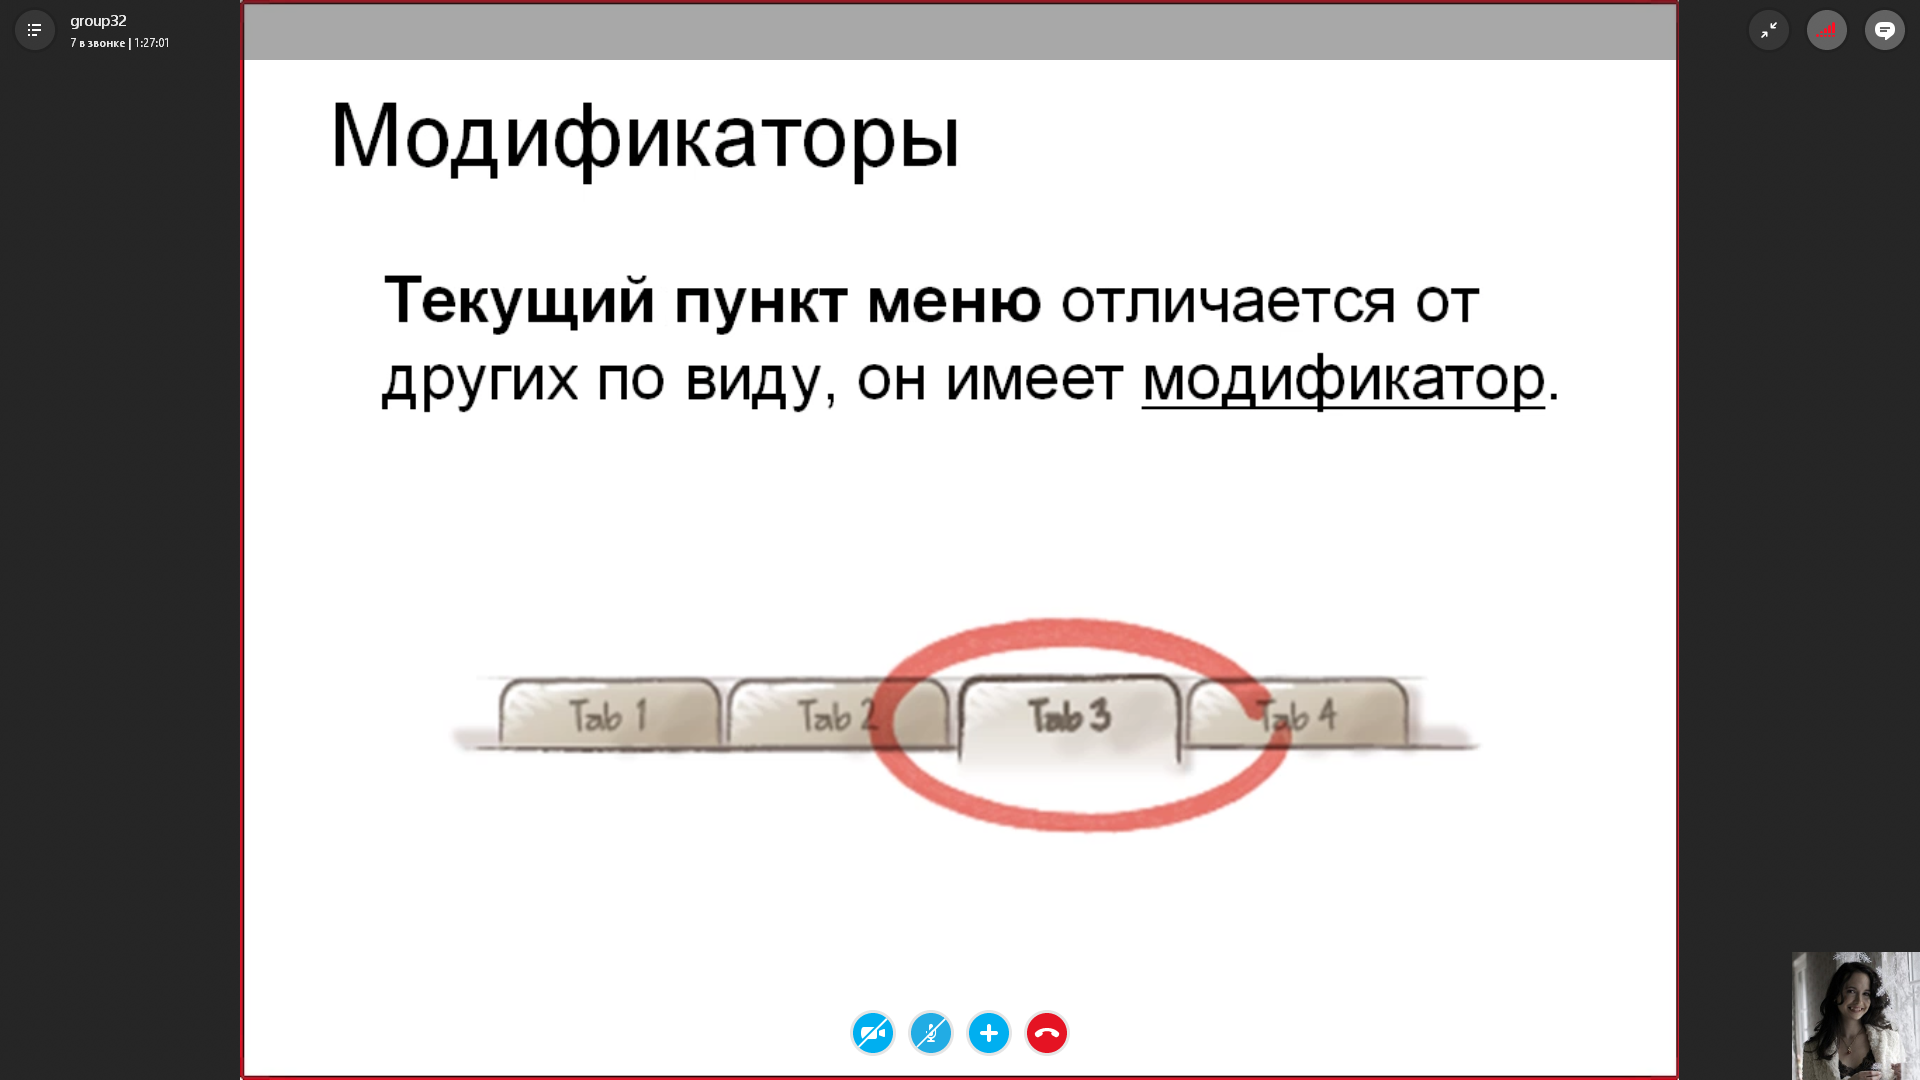 group32
7 в звонке | 1:27:01
Модификаторы
Текущий пункт меню отличается от
других по виду, он имеет модификатор.
Tab 1 Tab 2 Tab 3 Tab 4